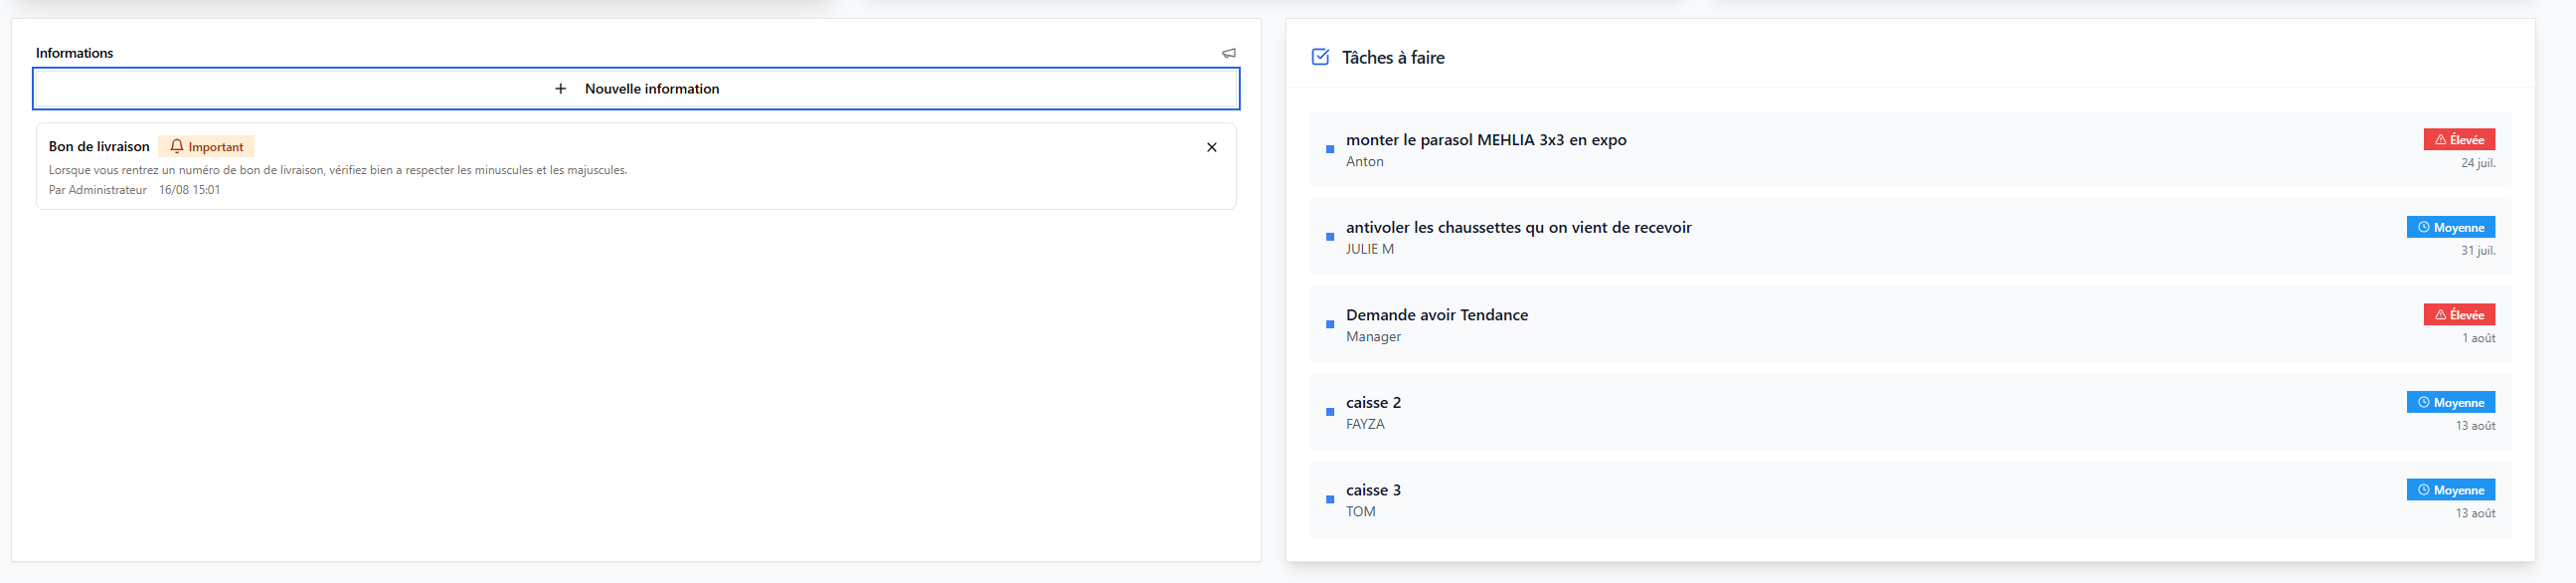 Informations
Nouvelle information
Bon de livraison Important
Lorsque vous rentrez un numéro de bon de livraison, vérifiez bien a respecter les minuscules et les majuscules.
Par Administrateur 16/08 15:01
Tâches à faire
monter le parasol MEHLIA 3x3 en expo Élevée
Anton 24 juil.
antivoler les chaussettes qu on vient de recevoir Moyenne
JULIE M 31 juil.
Demande avoir Tendance Élevée
Manager 1 août
caisse 2 Moyenne
FAYZA 13 août
caisse 3 Moyenne
TOM 13 août